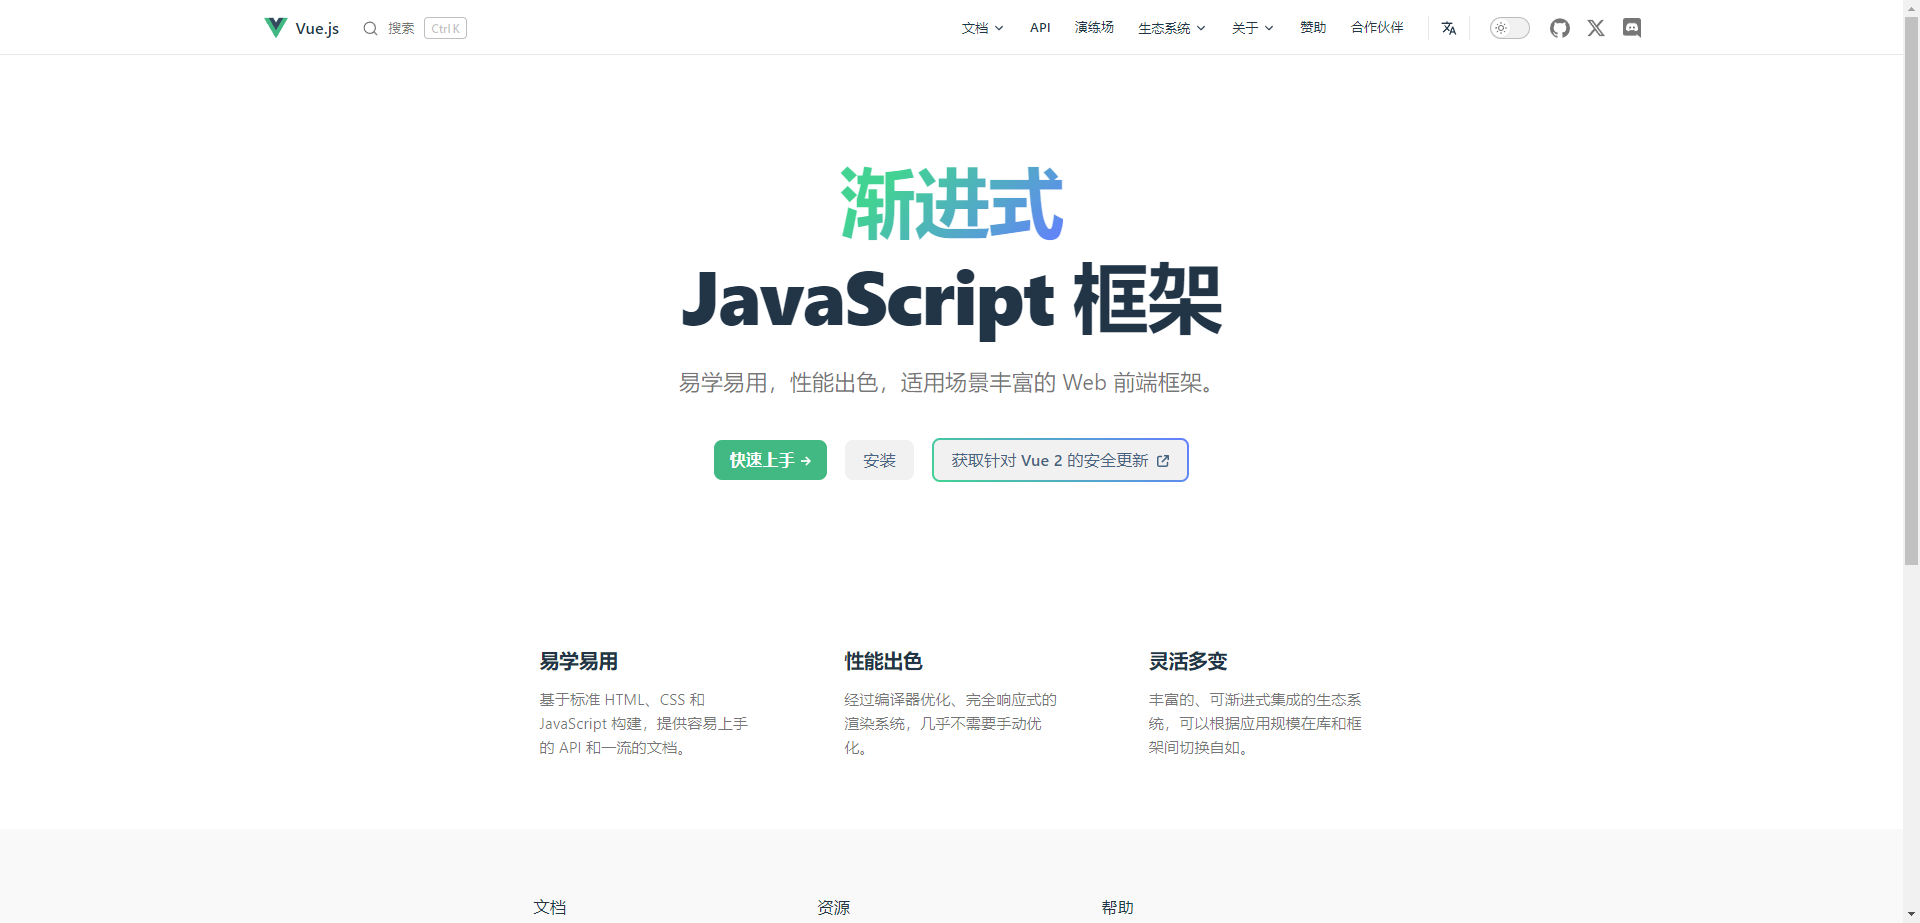 Vue.js 搜索 Ctrl K 文档 API 演练场 生态系统 关于 赞助 合作伙伴
渐进式
JavaScript 框架
易学易用，性能出色，适用场景丰富的 Web 前端框架。
快速上手 → 安装 获取针对 Vue 2 的安全更新
易学易用
基于标准 HTML、CSS 和
JavaScript 构建，提供容易上手
的 API 和一流的文档。
性能出色
经过编译器优化、完全响应式的
渲染系统，几乎不需要手动优
化。
灵活多变
丰富的、可渐进式集成的生态系
统，可以根据应用规模在库和框
架间切换自如。
文档 资源 帮助